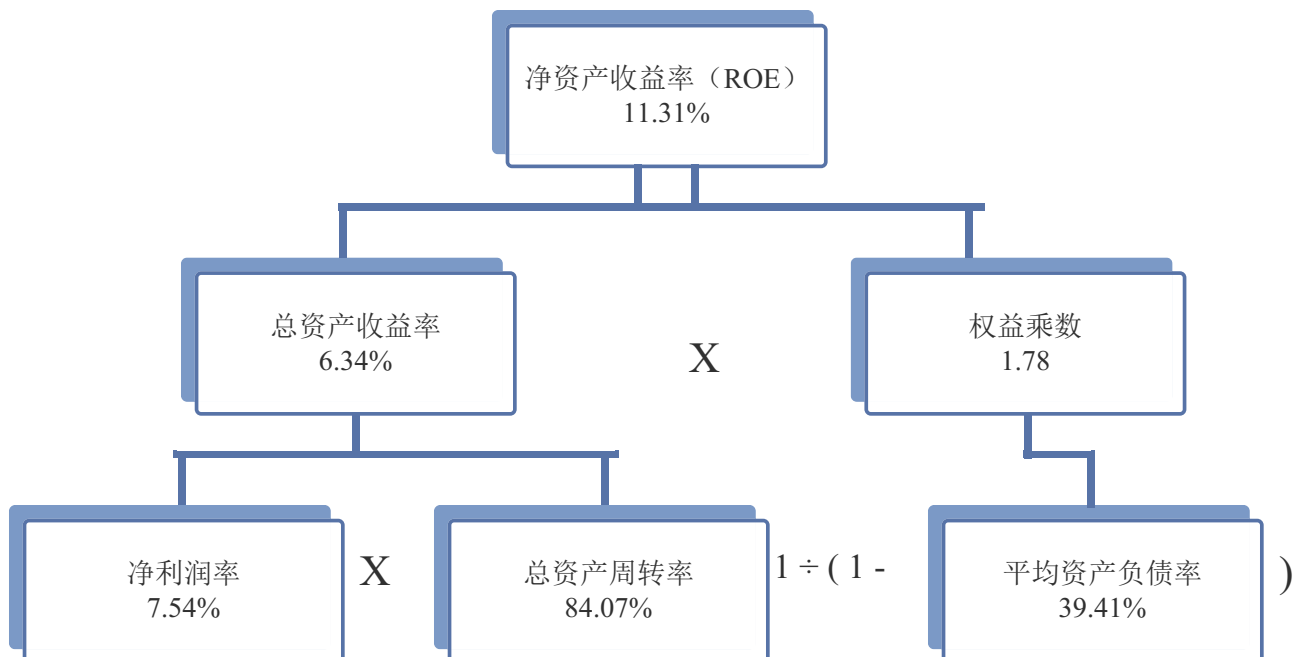 净资产收益率（ROE）
11.31%
总资产收益率
6.34%
X
权益乘数
1.78
净利润率
7.54%
X
总资产周转率
84.07%
1 ÷ ( 1 -
平均资产负债率
39.41%
)